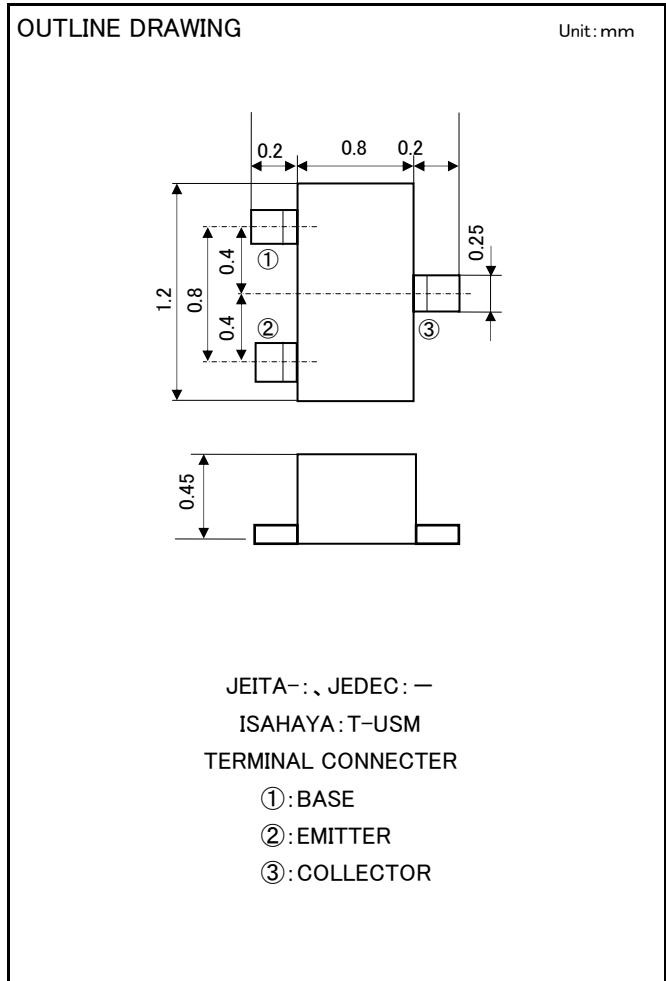 OUTLINE DRAWING Unit:mm
0.2 0.8 0.2
0.25
①
0.4
1.2
0.8
0.4
②
③
0.45
JEITA-:、JEDEC:―
ISAHAYA:T-USM
TERMINAL CONNECTER
①:BASE
②:EMITTER
③:COLLECTOR